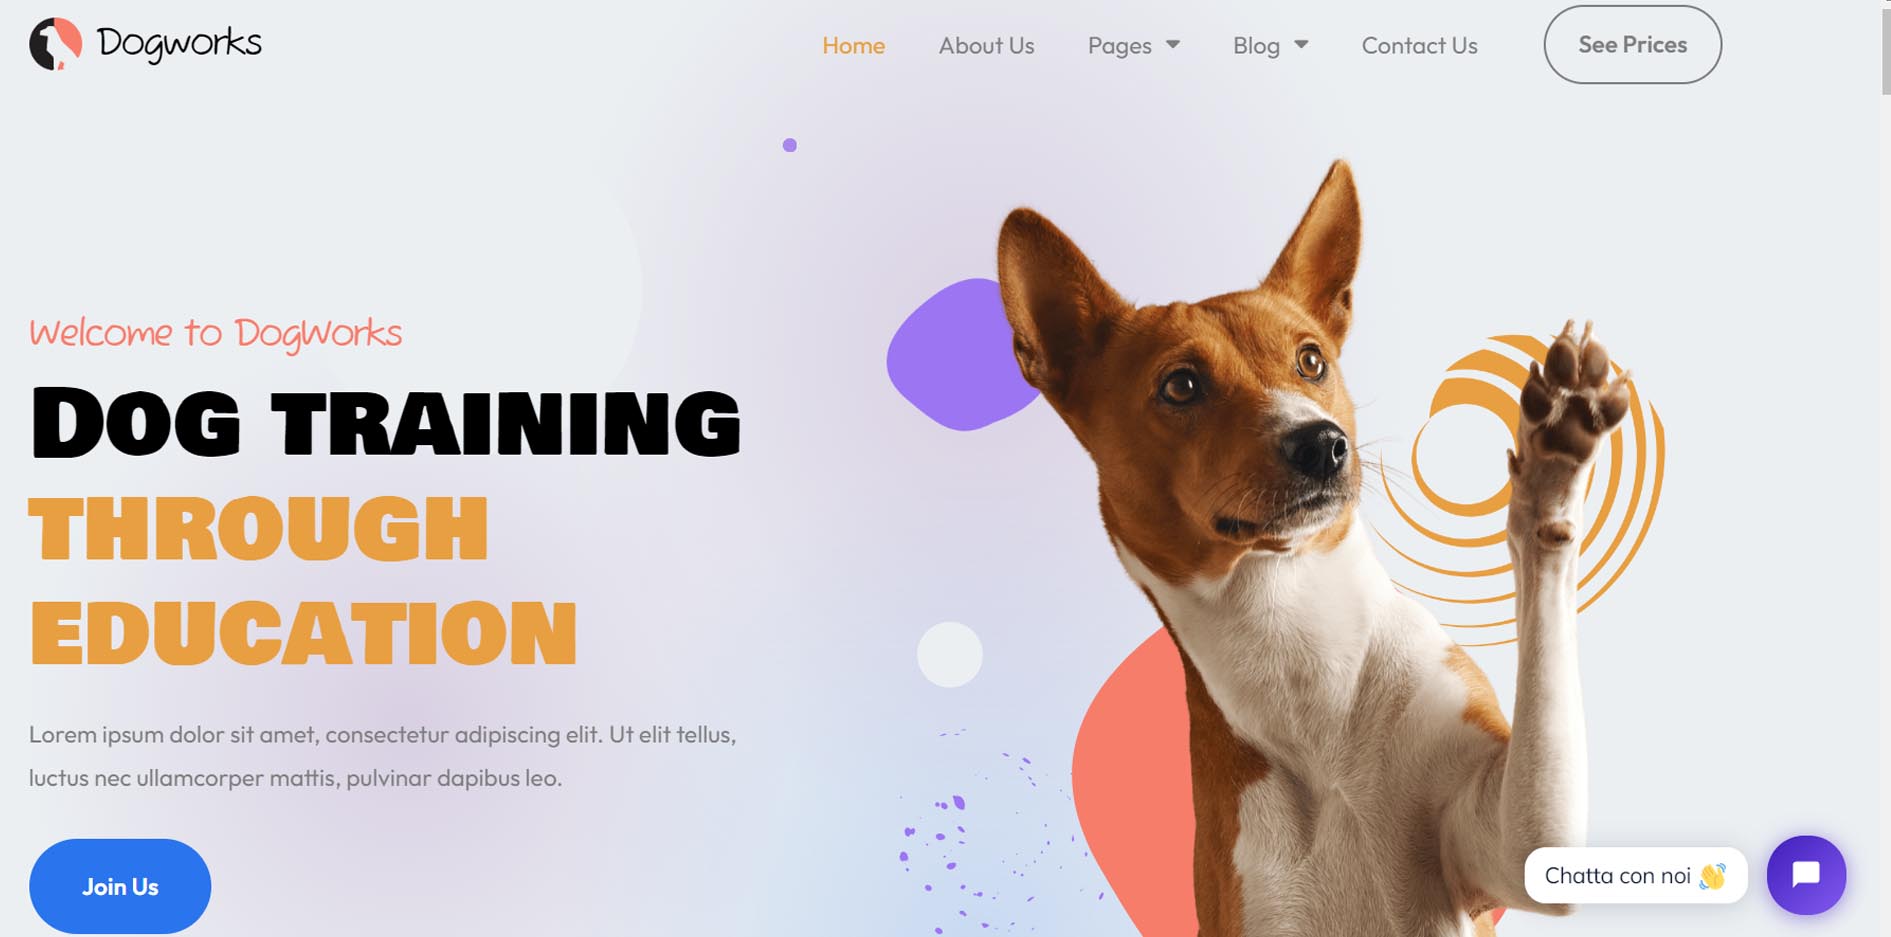 Dogworks
Home
About Us
Pages
Blog
Contact Us
See Prices
Welcome to DogWorks
Dog training
through
education
Lorem ipsum dolor sit amet, consectetur adipiscing elit. Ut elit tellus,
luctus nec ullamcorper mattis, pulvinar dapibus leo.
Join Us
Chatta con noi 👋